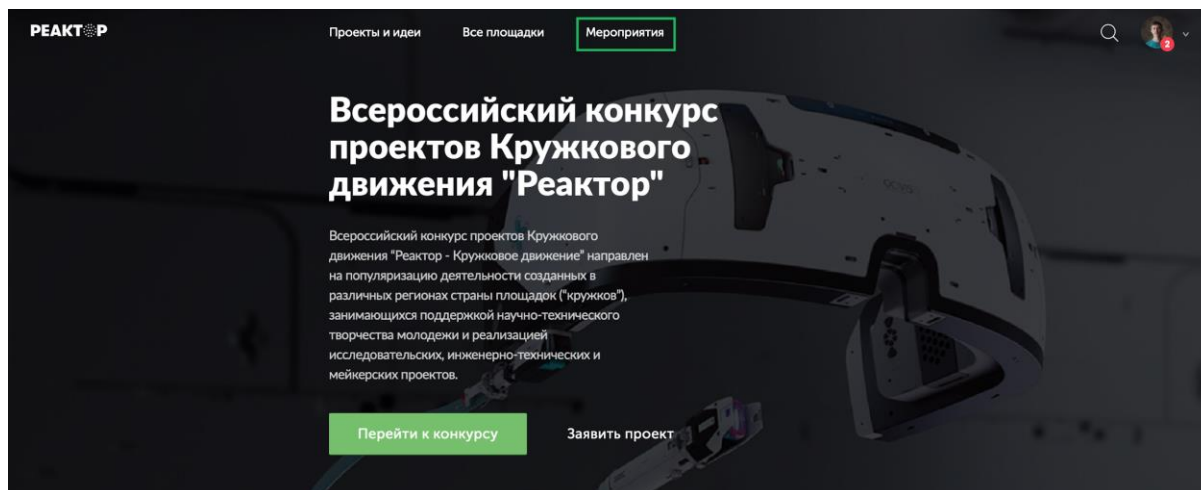 РЕАКТОР
Проекты и идеи
Все площадки
Мероприятия
2
Всероссийский конкурс
проектов Кружкового
движения "Реактор"
Всероссийский конкурс проектов Кружкового
движения "Реактор - Кружковое движение" направлен
на популяризацию деятельности созданных в
различных регионах страны площадок ("кружков"),
занимающихся поддержкой научно-технического
творчества молодежи и реализацией
исследовательских, инженерно-технических и
мейкерских проектов.
Перейти к конкурсу
Заявить проект